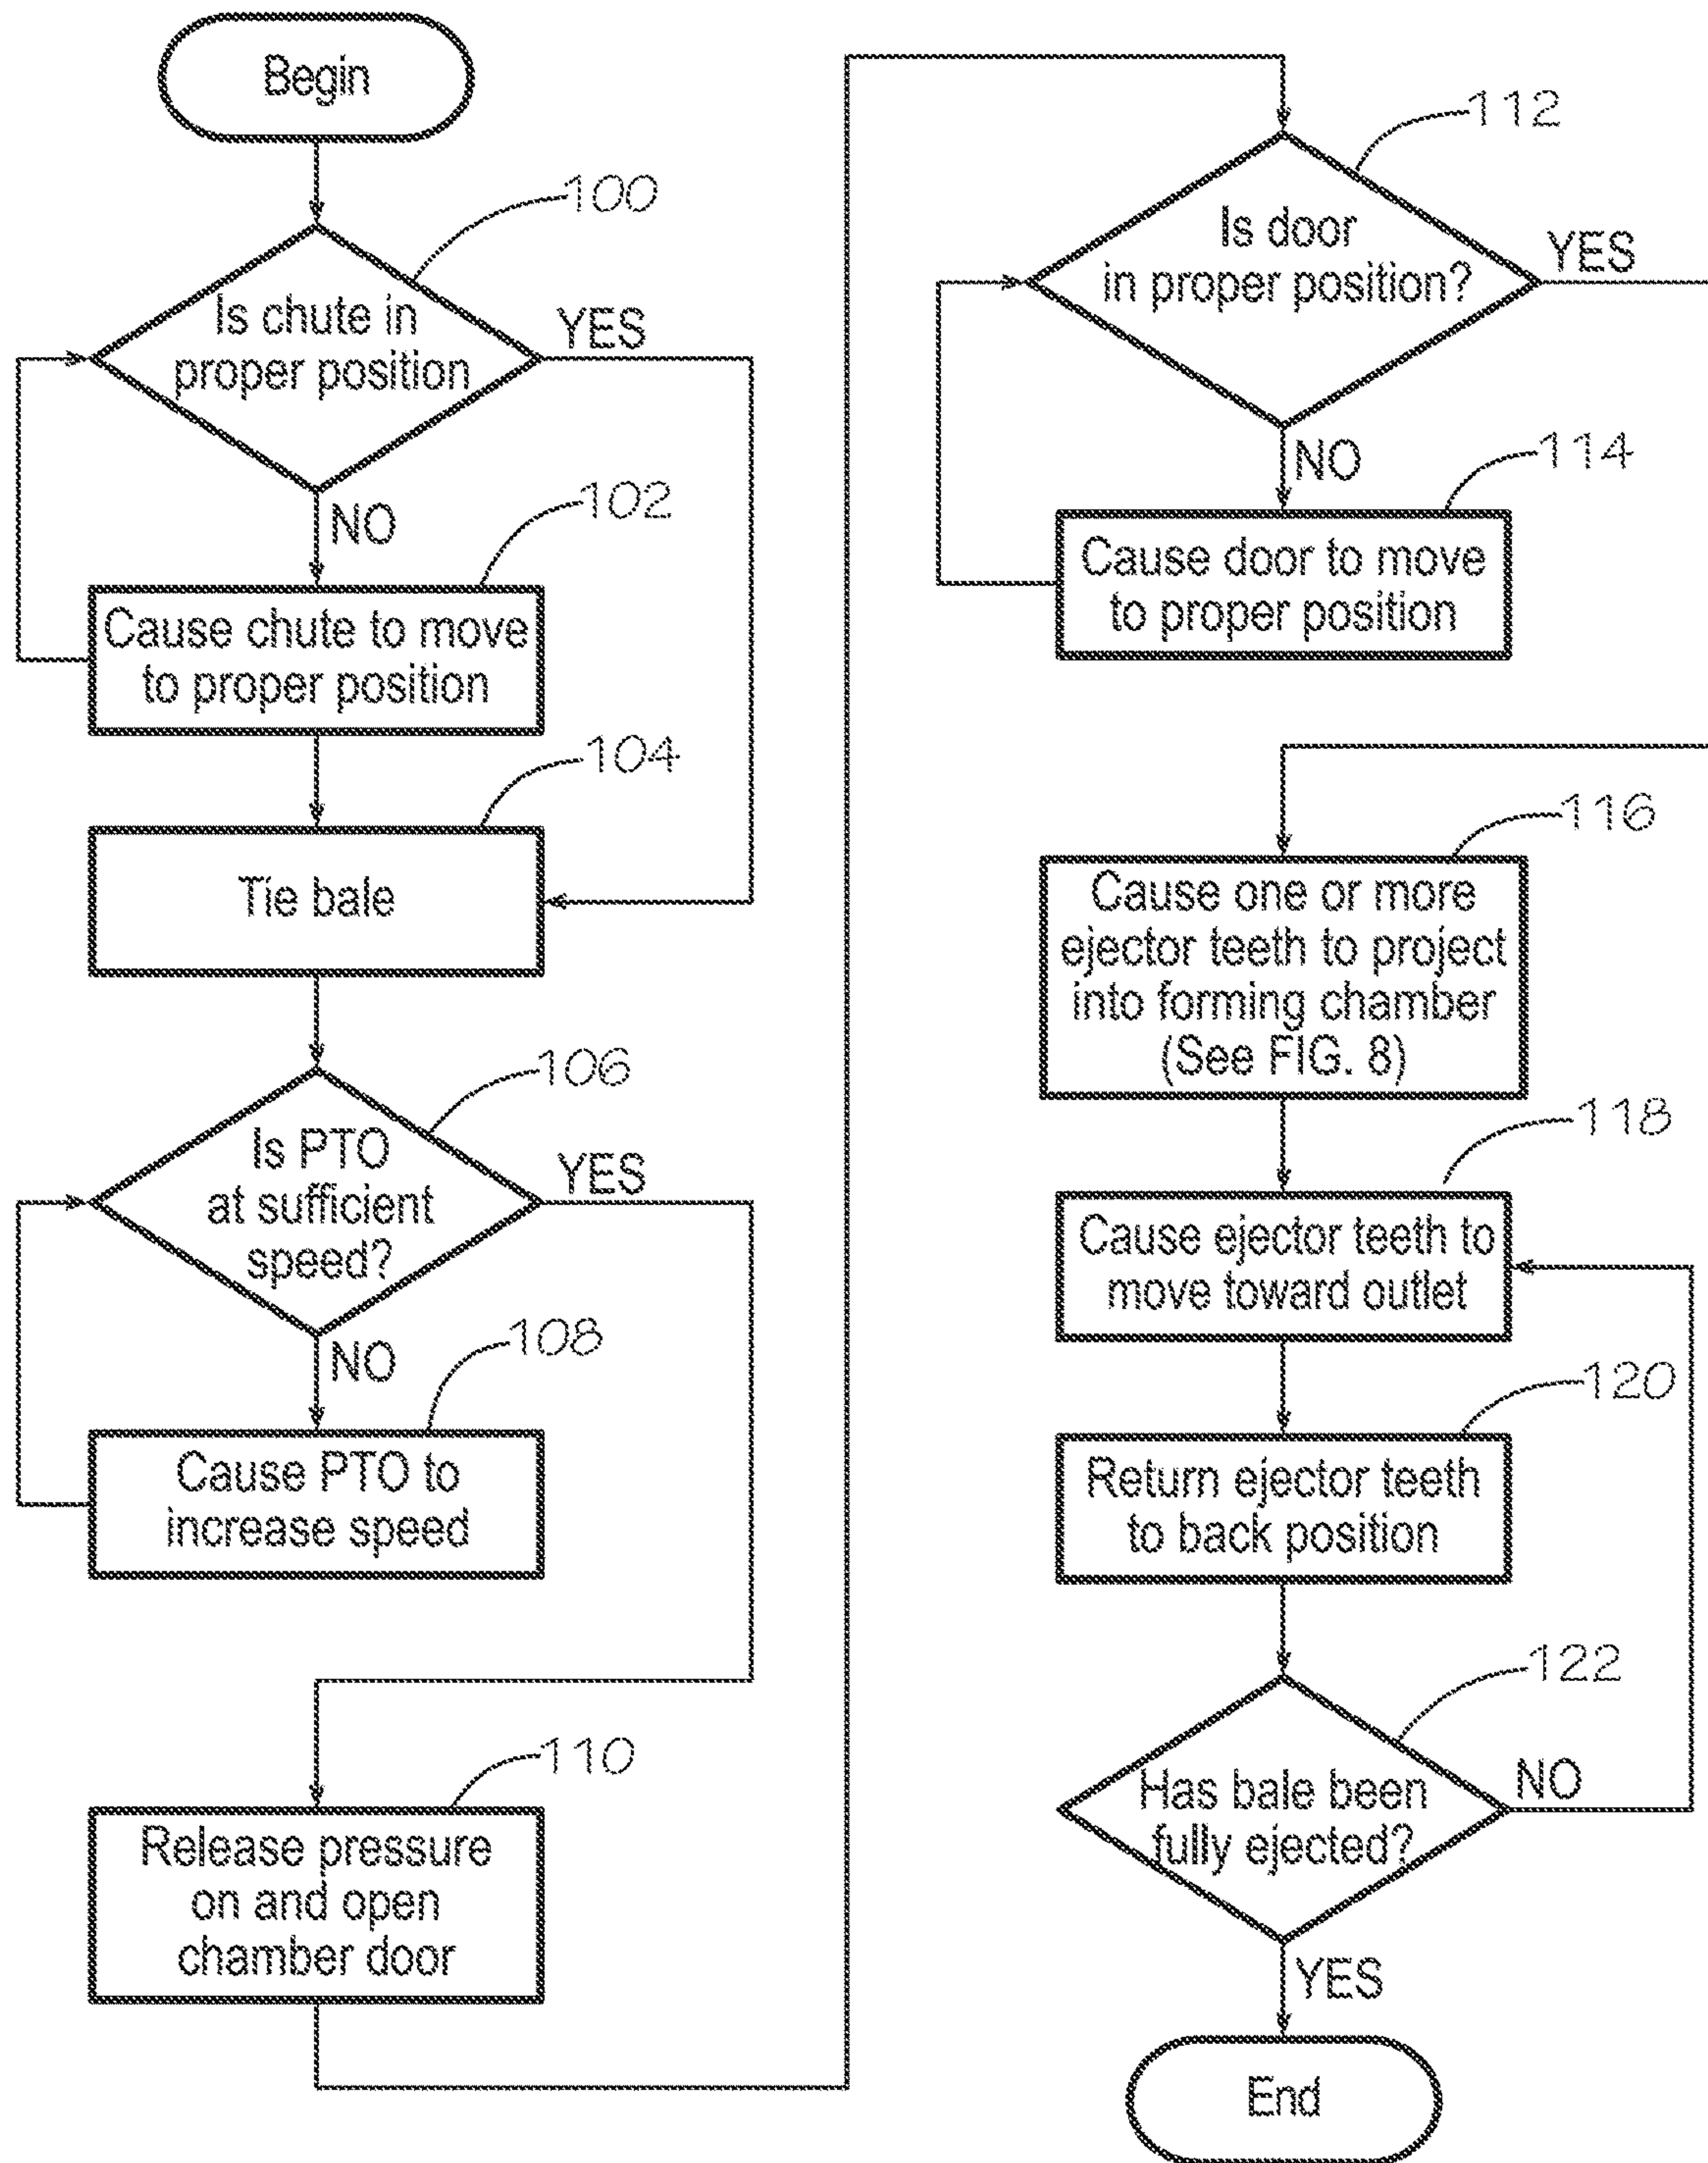 Begin
100
Is chute in
proper position
YES
NO
102
Cause chute to move
to proper position
104
Tie bale
106
Is PTO
at sufficient
speed?
YES
NO
108
Cause PTO to
increase speed
110
Release pressure
on and open
chamber door
112
Is door
in proper position?
YES
NO
114
Cause door to move
to proper position
116
Cause one or more
ejector teeth to project
into forming chamber
(See FIG. 8)
118
Cause ejector teeth to
move toward outlet
120
Return ejector teeth
to back position
122
Has bale been
fully ejected?
NO
YES
End